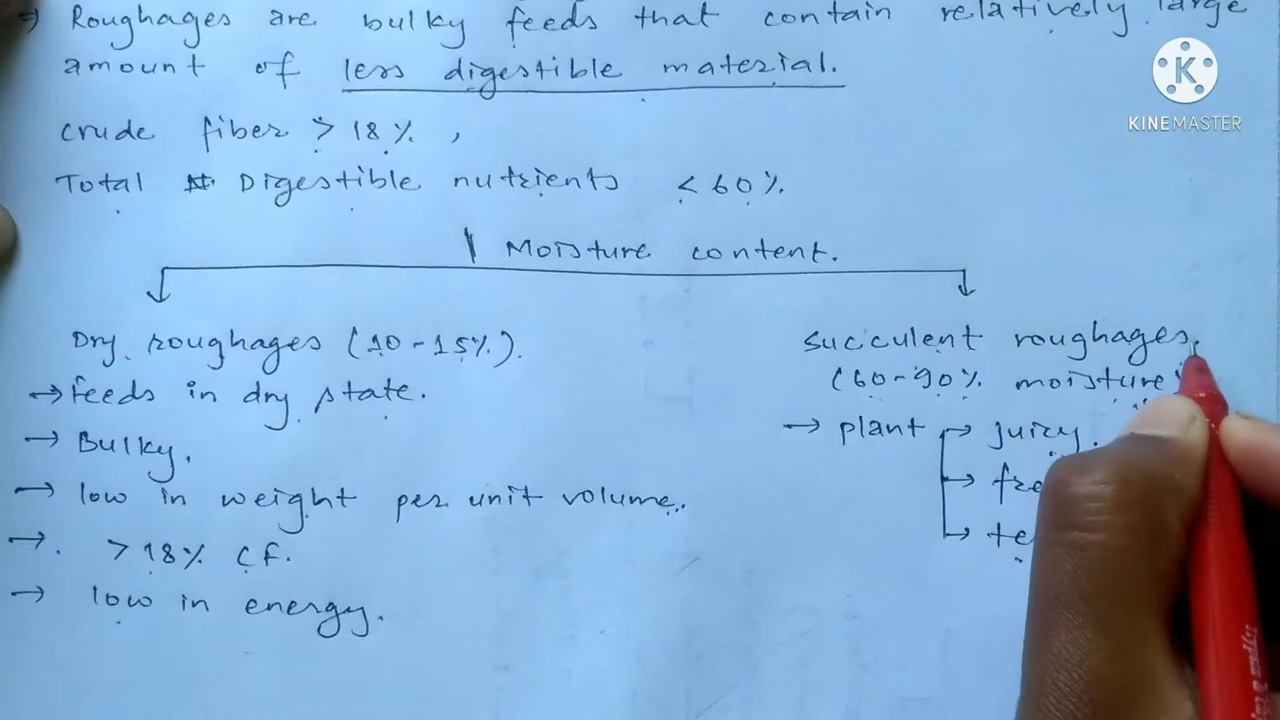 → Roughages are bulky feeds that contain relatively large
amount of less digestible material.
KINEMASTER
crude fiber > 18%,
Total Digestible nutrients < 60%
Moisture content.
Dry roughages (10-15%).
→ feeds in dry state.
→ Bulky.
→ low in weight per unit volume.
→ >18% CF.
→ low in energy.
succulent roughages.
(60-90% moisture
→ plant → juicy.